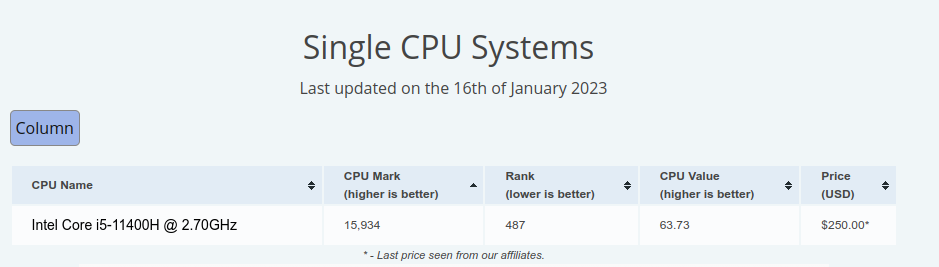 Single CPU Systems
Last updated on the 16th of January 2023
Column
CPU Name CPU Mark (higher is better) Rank (lower is better) CPU Value (higher is better) Price (USD)
Intel Core i5-11400H @ 2.70GHz 15,934 487 63.73 $250.00*
* - Last price seen from our affiliates.